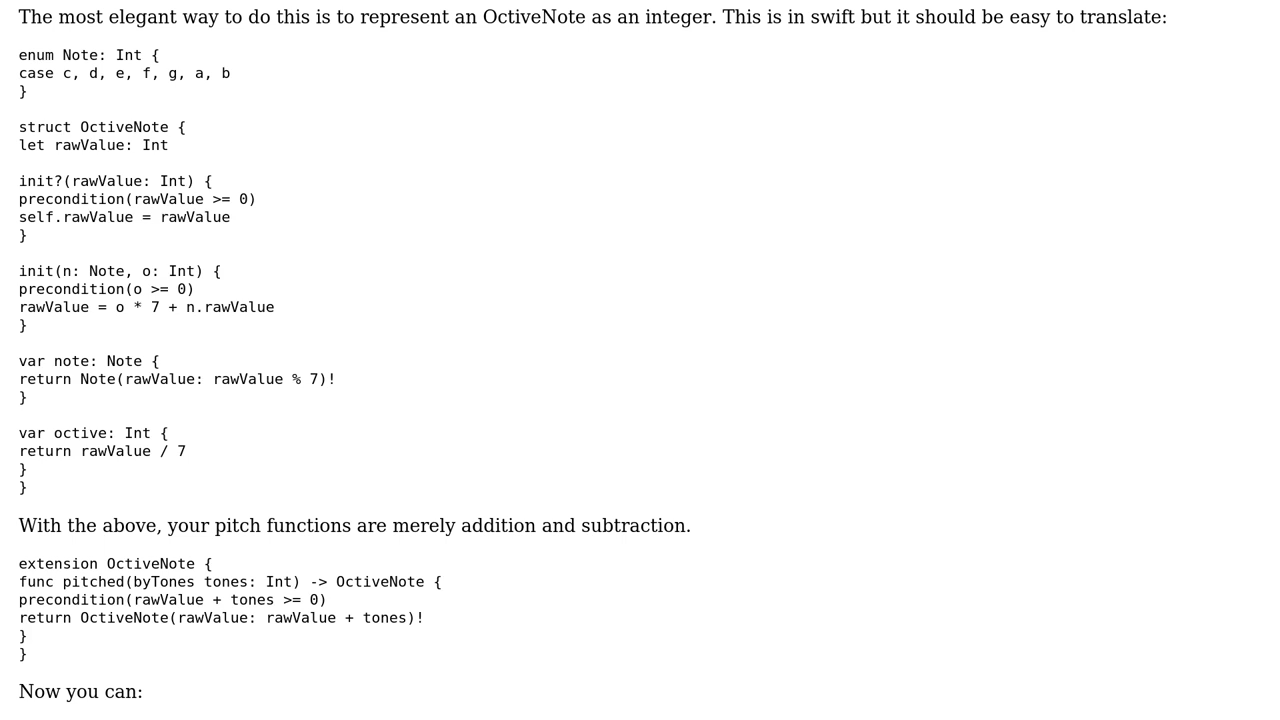 The most elegant way to do this is to represent an OctiveNote as an integer. This is in swift but it should be easy to translate:
enum Note: Int {
case c, d, e, f, g, a, b
}
struct OctiveNote {
let rawValue: Int
init?(rawValue: Int) {
precondition(rawValue >= 0)
self.rawValue = rawValue
}
init(n: Note, o: Int) {
precondition(o >= 0)
rawValue = o * 7 + n.rawValue
}
var note: Note {
return Note(rawValue: rawValue % 7)!
}
var octive: Int {
return rawValue / 7
}
}
With the above, your pitch functions are merely addition and subtraction.
extension OctiveNote {
func pitched(byTones tones: Int) -> OctiveNote {
precondition(rawValue + tones >= 0)
return OctiveNote(rawValue: rawValue + tones)!
}
}
Now you can: